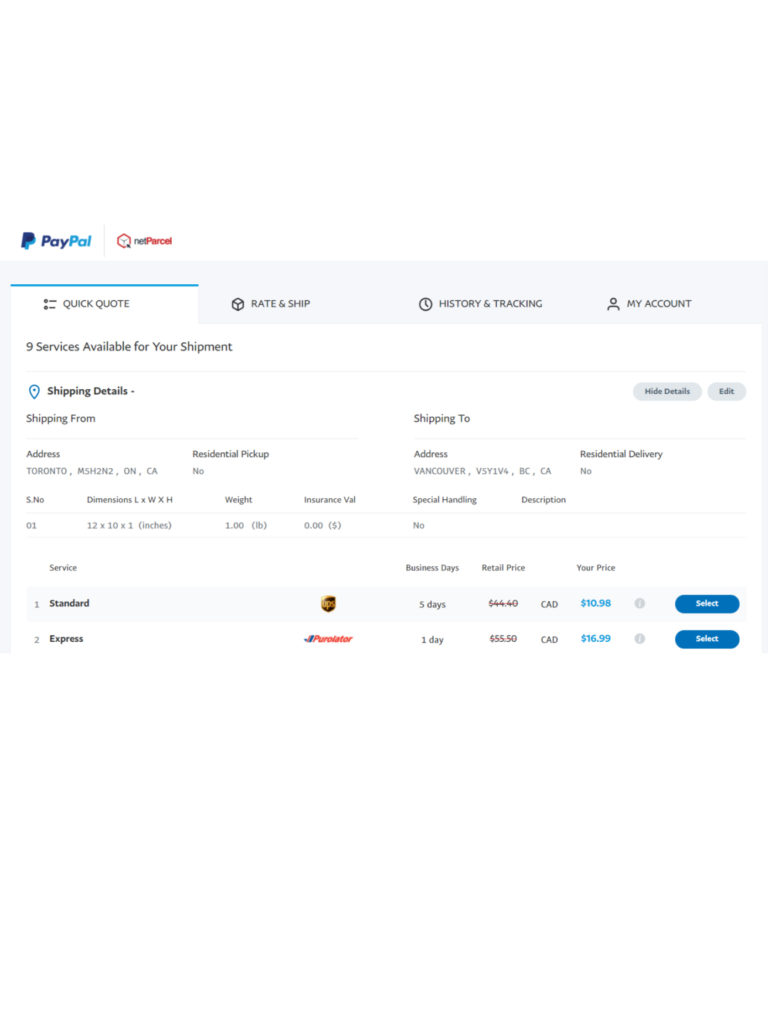 PayPal netParcel
QUICK QUOTE RATE & SHIP HISTORY & TRACKING MY ACCOUNT
9 Services Available for Your Shipment
Shipping Details - Hide Details Edit
Shipping From Shipping To
Address Residential Pickup Address Residential Delivery
TORONTO , M5H2N2 , ON , CA No VANCOUVER , V5Y1V4 , BC , CA No
S.No Dimensions L x W X H Weight Insurance Val Special Handling Description
01 12 x 10 x 1 (inches) 1.00 (lb) 0.00 ($) No
Service Business Days Retail Price Your Price
1 Standard ups 5 days $44.40 CAD $10.98 i Select
2 Express Purolator 1 day $55.50 CAD $16.99 i Select